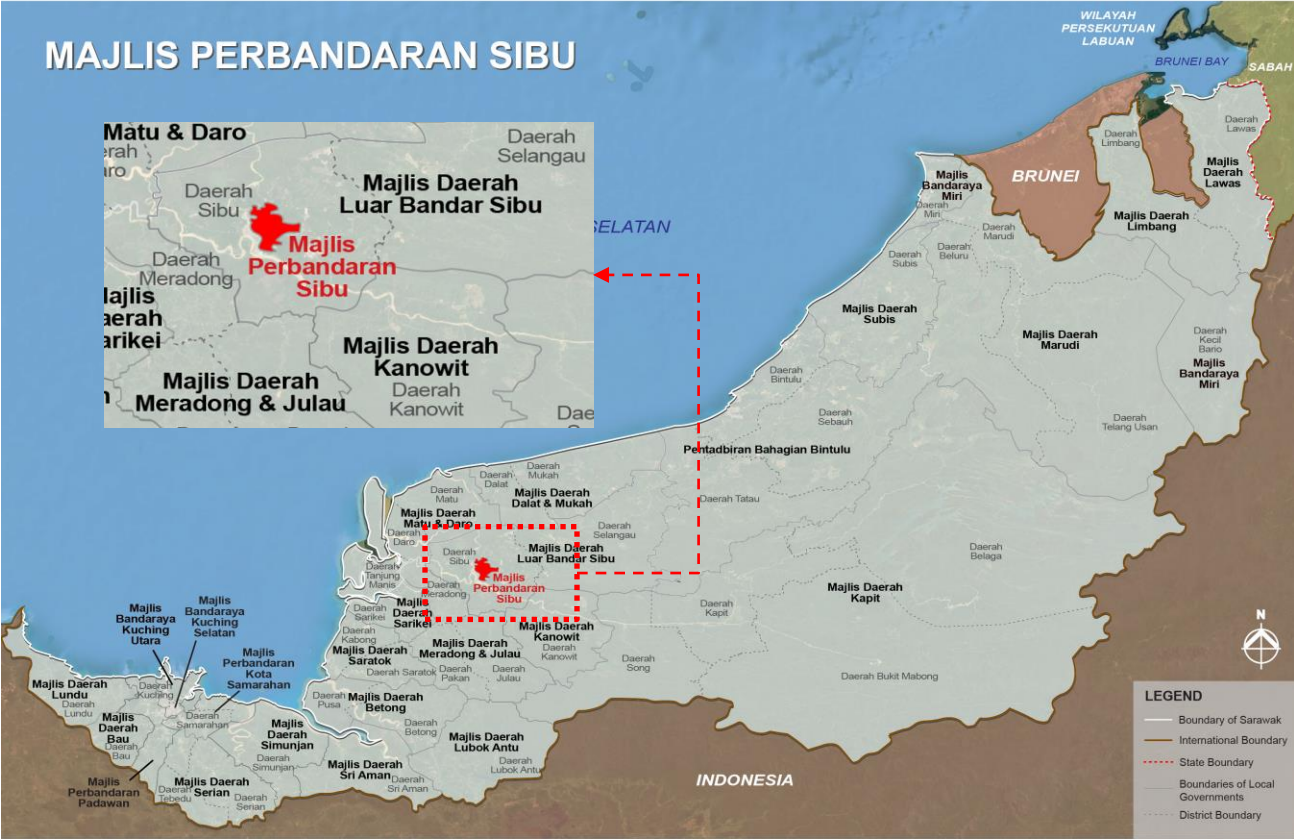 MAJLIS PERBANDARAN SIBU
WILAYAH
PERSEKUTUAN
LABUAN
BRUNEI BAY
SABAH
Matu & Daro
Daerah
Selangau
Daerah
Sibu
Majlis Daerah
Luar Bandar Sibu
Majlis
Perbandaran
Sibu
Daerah
Meradong
Majlis Daerah
Kanowit
Daerah
Kanowit
Majlis Daerah
Meradong & Julau
SELATAN
BRUNEI
Daerah
Limbang
Daerah
Lawas
Majlis
Daerah
Lawas
Majlis
Bandaraya
Miri
Daerah
Miri
Majlis Daerah
Limbang
Daerah
Marudi
Daerah
Beluru
Daerah
Subis
Majlis Daerah
Subis
Majlis Daerah
Marudi
Daerah
Kecil
Bario
Majlis
Bandaraya
Miri
Daerah
Bintulu
Daerah
Sebauh
Daerah
Telang Usan
Pentadbiran Bahagian Bintulu
Daerah
Mukah
Daerah
Dalat
Daerah
Matu
Majlis Daerah
Dalat & Mukah
Daerah Tatau
Majlis Daerah
Matu & Daro
Daerah
Daro
Daerah
Selangau
Daerah
Sibu
Majlis Daerah
Luar Bandar Sibu
Daerah
Belaga
Daerah
Tanjung
Manis
Majlis
Perbandaran
Sibu
Daerah
Meradong
Majlis Daerah
Kapit
Daerah
Kapit
Daerah
Sarikei
Majlis
Daerah
Sarikei
Majlis Daerah
Kanowit
Daerah
Kanowit
Daerah
Kabong
Majlis Daerah
Saratok
Majlis Daerah
Meradong & Julau
Daerah
Song
Daerah Saratok
Daerah
Pakan
Daerah
Julau
Daerah Bukit Mabong
Majlis
Bandaraya
Kuching
Utara
Majlis
Bandaraya
Kuching
Selatan
Majlis
Perbandaran
Kota
Samarahan
Majlis Daerah
Lundu
Daerah
Lundu
Daerah
Kuching
Daerah
Samarahan
Daerah
Pusa
Majlis Daerah
Betong
Daerah
Betong
Majlis
Daerah
Bau
Daerah
Bau
Majlis
Daerah
Simunjan
Daerah
Simunjan
Majlis Daerah
Lubok Antu
Daerah
Lubok Antu
Majlis Daerah
Sri Aman
Daerah
Sri Aman
Majlis
Perbandaran
Padawan
Daerah
Tebedu
Majlis Daerah
Serian
Daerah
Serian
INDONESIA
N
LEGEND
Boundary of Sarawak
International Boundary
State Boundary
Boundaries of Local
Governments
District Boundary